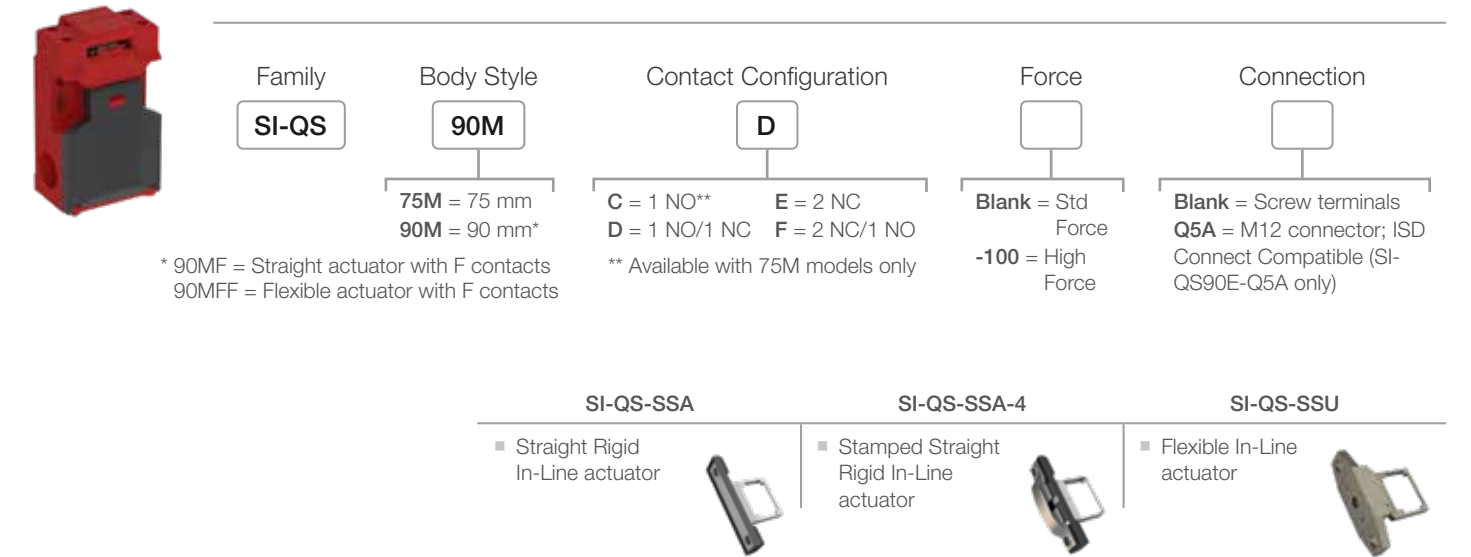 Family
SI-QS
Body Style
90M
75M = 75 mm
90M = 90 mm*
* 90MF = Straight actuator with F contacts
90MFF = Flexible actuator with F contacts
Contact Configuration
D
C = 1 NO**
D = 1 NO/1 NC
E = 2 NC
F = 2 NC/1 NO
** Available with 75M models only
Force
Blank = Std
Force
-100 = High
Force
Connection
Blank = Screw terminals
Q5A = M12 connector; ISD
Connect Compatible (SI-
QS90E-Q5A only)
SI-QS-SSA
■ Straight Rigid
In-Line actuator
SI-QS-SSA-4
■ Stamped Straight
Rigid In-Line
actuator
SI-QS-SSU
■ Flexible In-Line
actuator